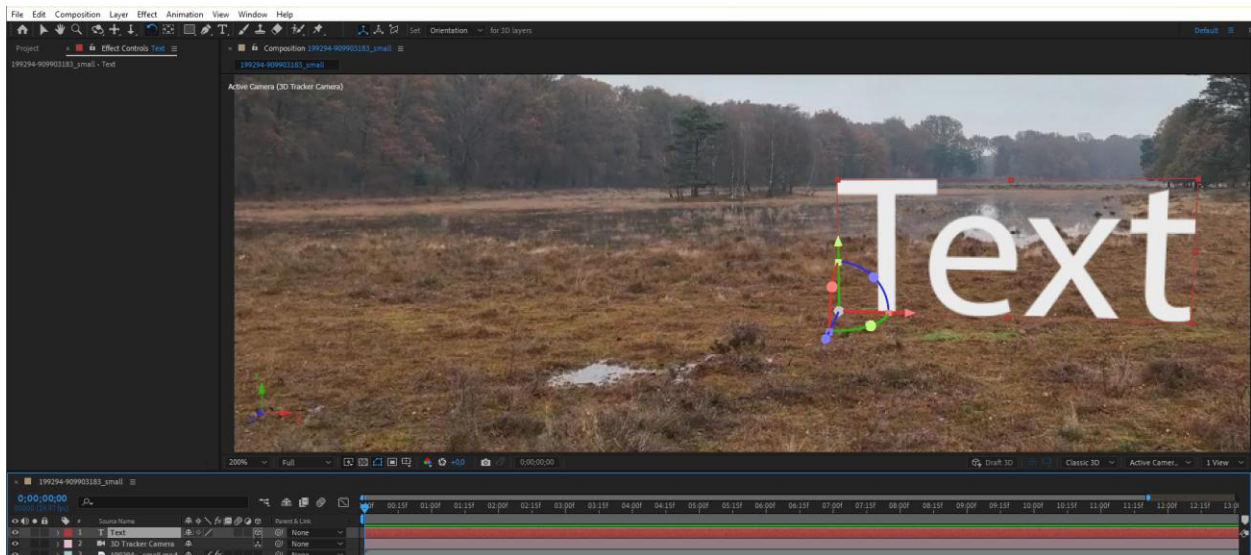 File Edit Composition Layer Effect Animation View Window Help
Set Orientation for 3D layers Default
Project Effect Controls Text Composition 199294-909903183_small
199294-909903183_small - Text 199294-909903183_small
Active Camera (3D Tracker Camera)
Text
200% Full +0,0 0;00;00;00 Draft 3D Classic 3D Active Camer.. 1 View
199294-909903183_small
0;00;00;00
00:15f 01:00f 01:15f 02:00f 02:15f 03:00f 03:15f 04:00f 04:15f 05:00f 05:15f 06:00f 06:15f 07:00f 07:15f 08:00f 08:15f 09:00f 09:15f 10:00f 10:15f 11:00f 11:15f 12:00f 12:15f
# Source Name Parent & Link
1 T Text None
2 3D Tracker Camera None